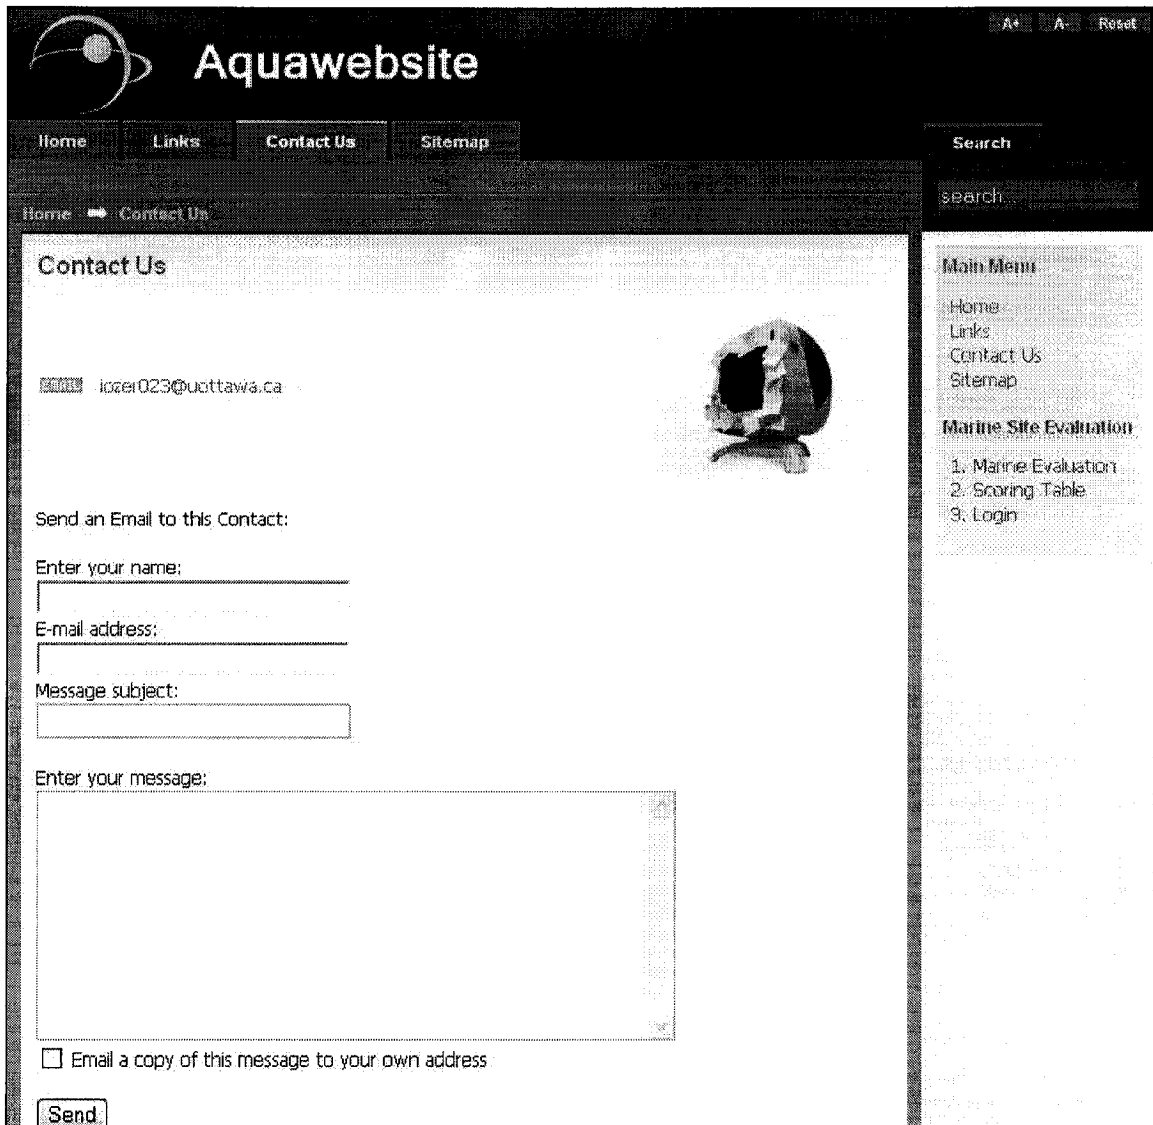 A+ A- Reset
Aquawebsite
Home Links Contact Us Sitemap
Search
search...
Home Contact Us
Contact Us
EMAIL iozer023@uottawa.ca
Send an Email to this Contact:
Enter your name:
E-mail address:
Message subject:
Enter your message:
Email a copy of this message to your own address
Send
Main Menu
Home
Links
Contact Us
Sitemap
Marine Site Evaluation
1. Marine Evaluation
2. Scoring Table
3. Login